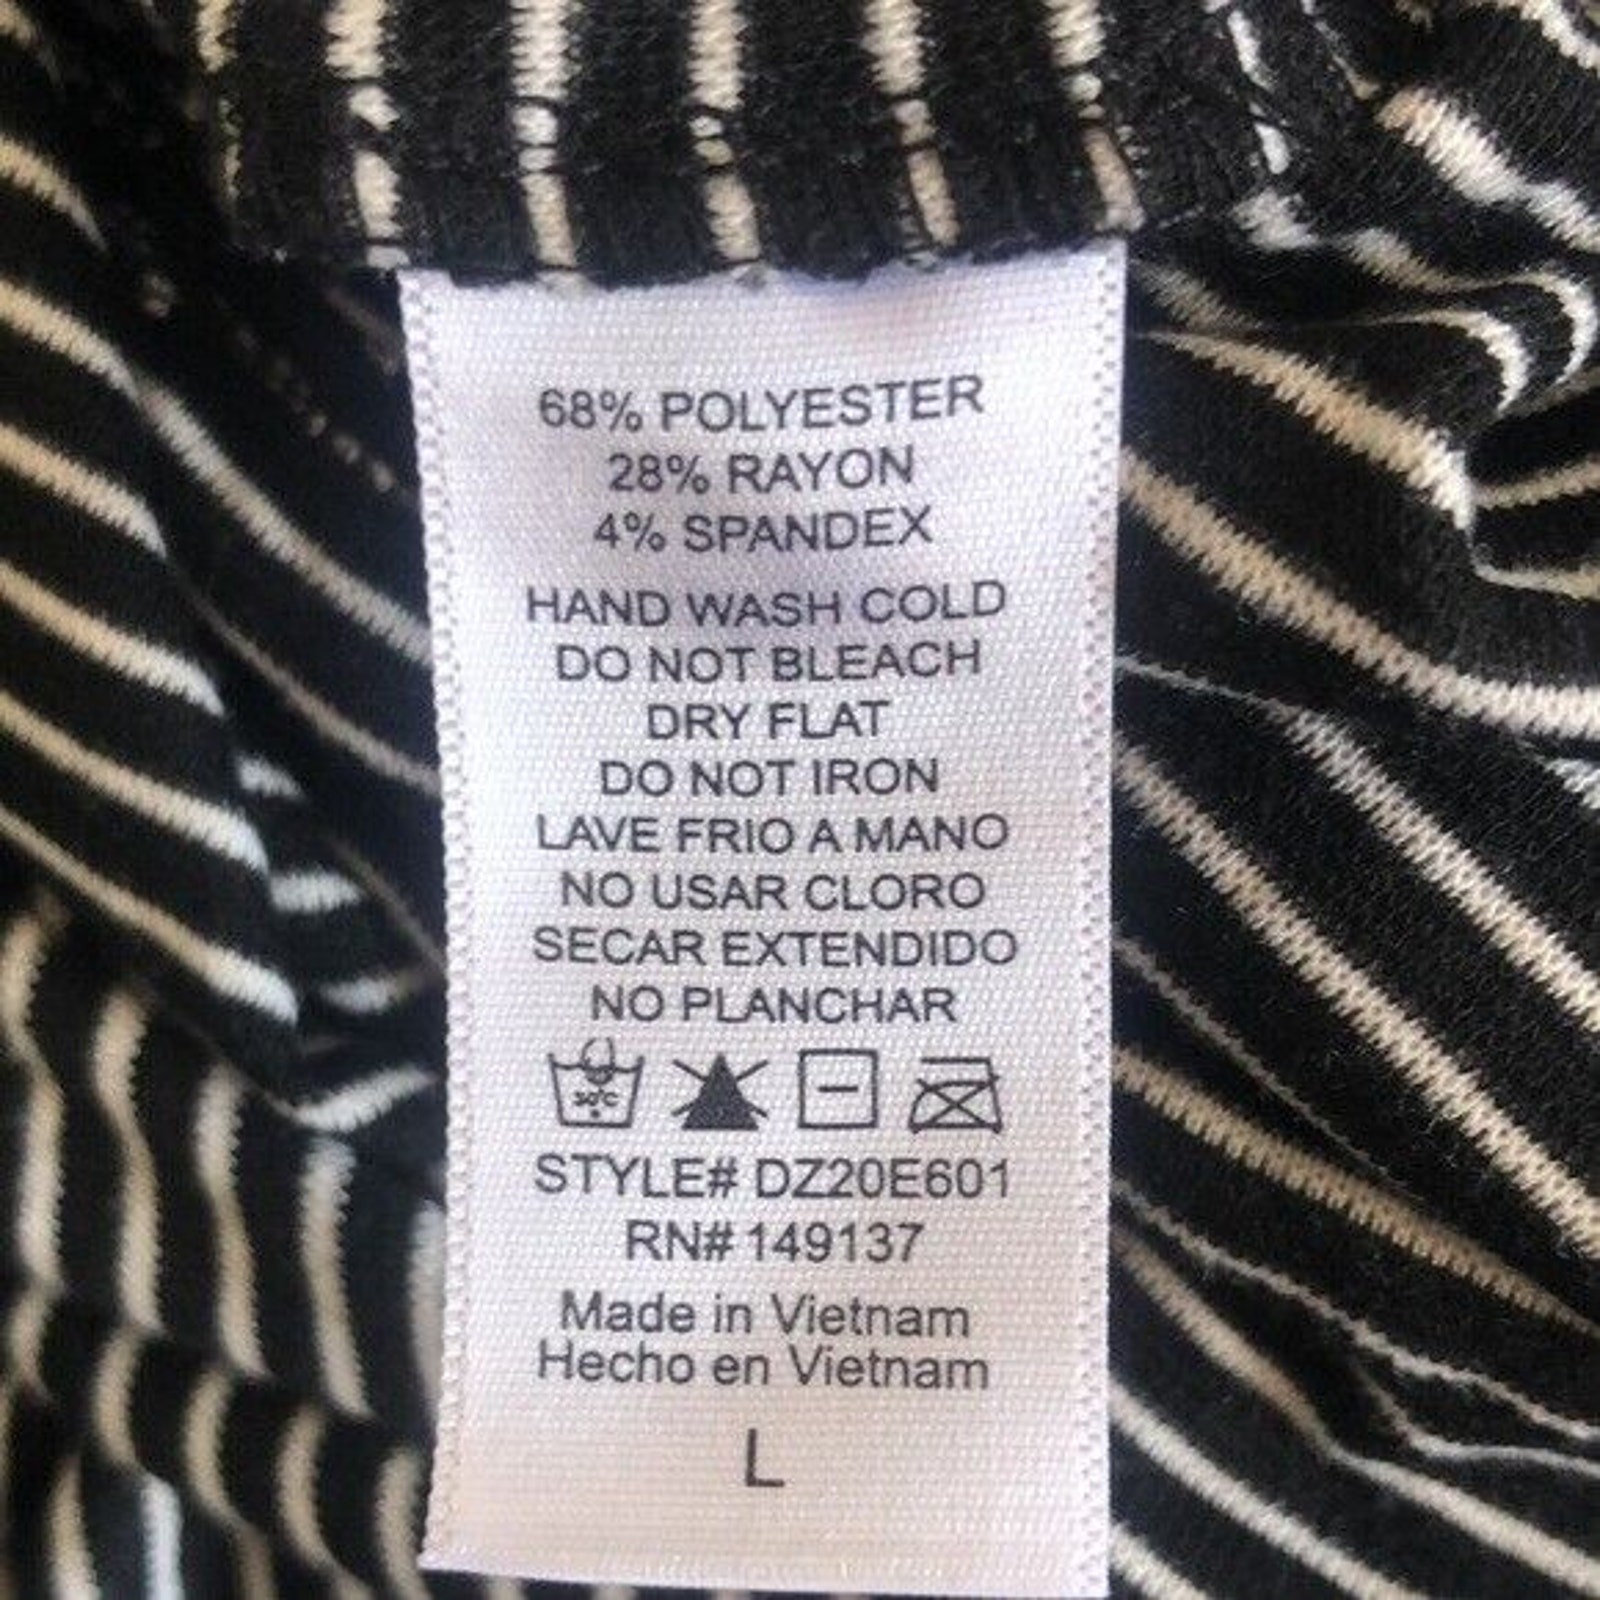 68% POLYESTER
28% RAYON
4% SPANDEX
HAND WASH COLD
DO NOT BLEACH
DRY FLAT
DO NOT IRON
LAVE FRIO A MANO
NO USAR CLORO
SECAR EXTENDIDO
NO PLANCHAR
30°C
STYLE# DZ20E601
RN# 149137
Made in Vietnam
Hecho en Vietnam
L